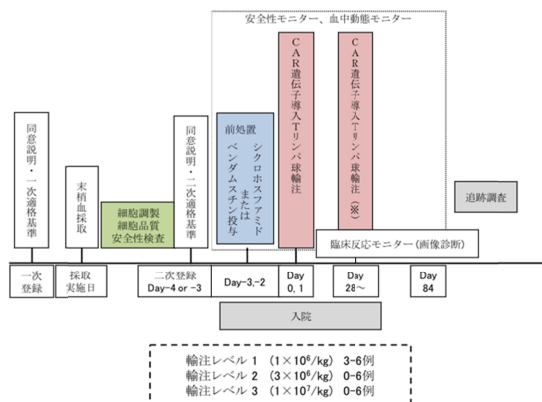 安全性モニター、血中動態モニター
同意説明・一次適格基準
末梢血採取
細胞調製
細胞品質
安全性検査
同意説明・二次適格基準
前処置
シクロホスファミド
または
ベンダムスチン投与
CAR遺伝子導入Tリンパ球輸注
CAR遺伝子導入Tリンパ球輸注(※)
臨床反応モニター(画像診断)
追跡調査
一次
登録
採取
実施日
二次登録
Day-4 or -3
Day-3,-2
Day
0, 1
Day
28~
Day
84
入院
輸注レベル 1 (1×10⁶/kg) 3-6例
輸注レベル 2 (3×10⁶/kg) 0-6例
輸注レベル 3 (1×10⁷/kg) 0-6例